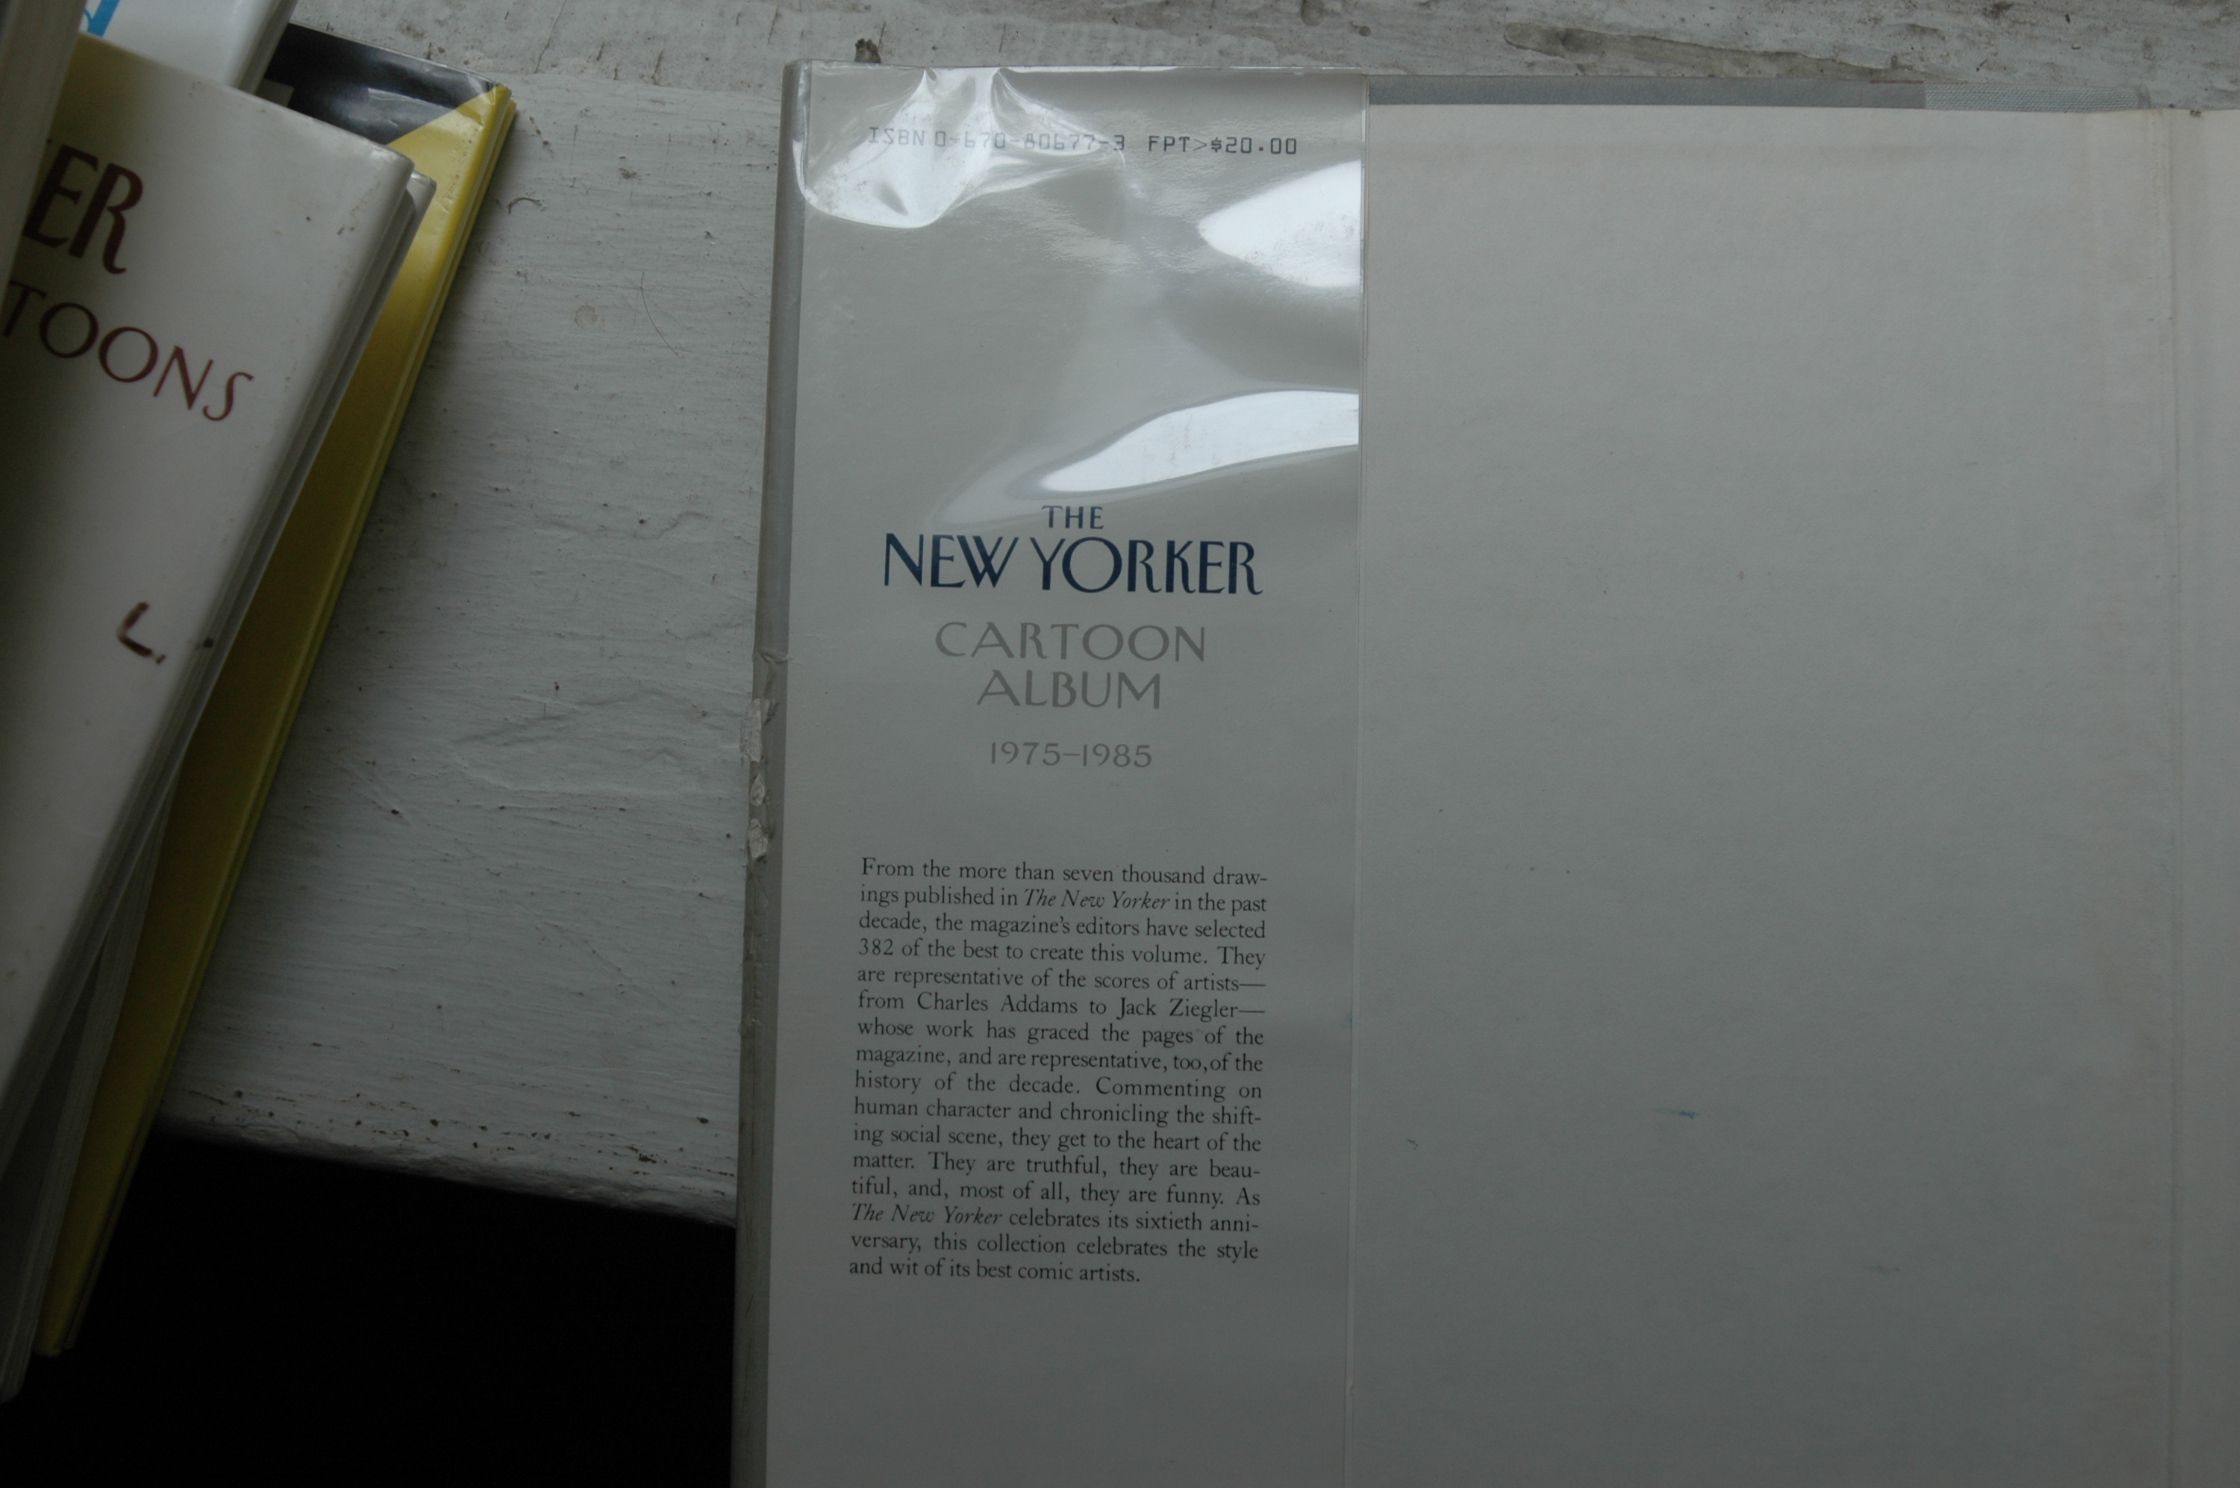 ER
TOONS
L.
ISBN 0-670-80677-3 FPT>$20.00
THE
NEW YORKER
CARTOON
ALBUM
1975–1985
From the more than seven thousand draw-
ings published in The New Yorker in the past
decade, the magazine's editors have selected
382 of the best to create this volume. They
are representative of the scores of artists—
from Charles Addams to Jack Ziegler—
whose work has graced the pages of the
magazine, and are representative, too, of the
history of the decade. Commenting on
human character and chronicling the shift-
ing social scene, they get to the heart of the
matter. They are truthful, they are beau-
tiful, and, most of all, they are funny. As
The New Yorker celebrates its sixtieth anni-
versary, this collection celebrates the style
and wit of its best comic artists.